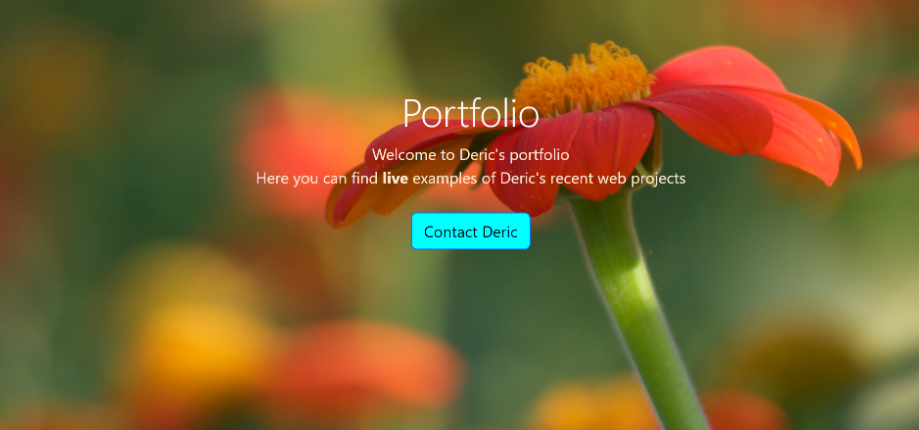 Portfolio
Welcome to Deric's portfolio
Here you can find live examples of Deric's recent web projects
Contact Deric